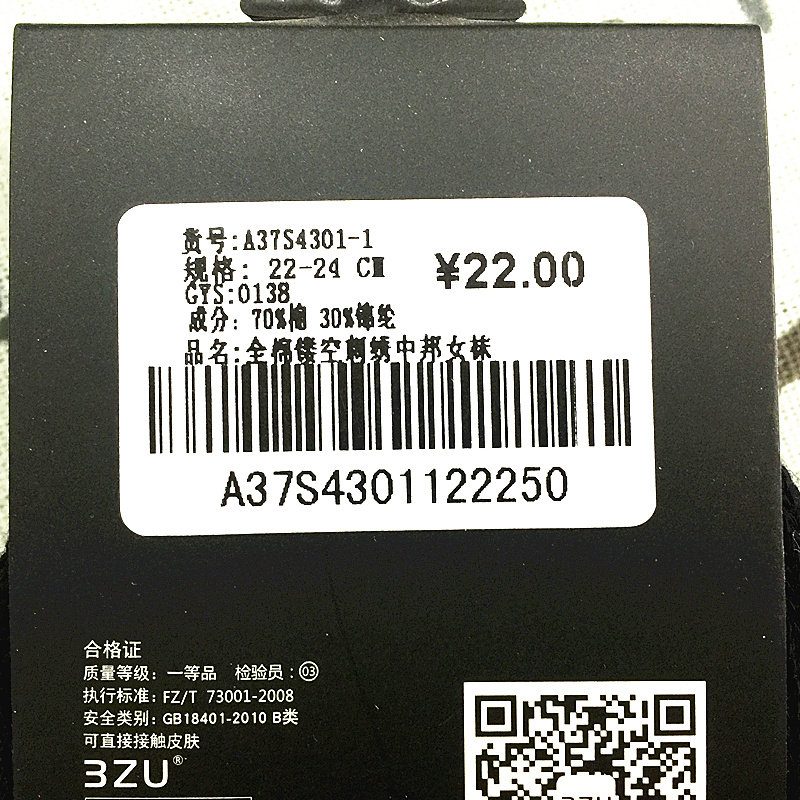 货号:A37S4301-1
规格: 22-24 CM
¥22.00
GYS:0138
成分: 70%棉 30%锦纶
品名:全棉镂空刺绣中邦女袜
A37S4301122250
合格证
质量等级: 一等品 检验员:03
执行标准: FZ/T 73001-2008
安全类别: GB18401-2010 B类
可直接接触皮肤
3ZU®
3ZU